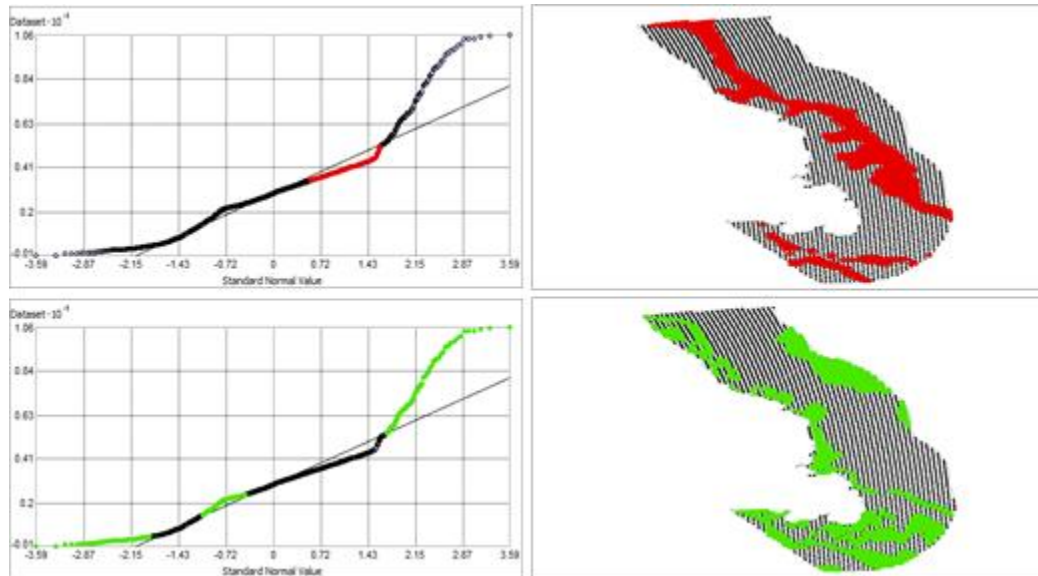 Dataset · 10⁻⁴
1.06
0.84
0.63
0.41
0.2
-0.01
-3.59 -2.87 -2.15 -1.43 -0.72 0 0.72 1.43 2.15 2.87 3.59
Standard Normal Value
Dataset · 10⁻⁴
1.06
0.84
0.63
0.41
0.2
-0.01
-3.59 -2.87 -2.15 -1.43 -0.72 0 0.72 1.43 2.15 2.87 3.59
Standard Normal Value